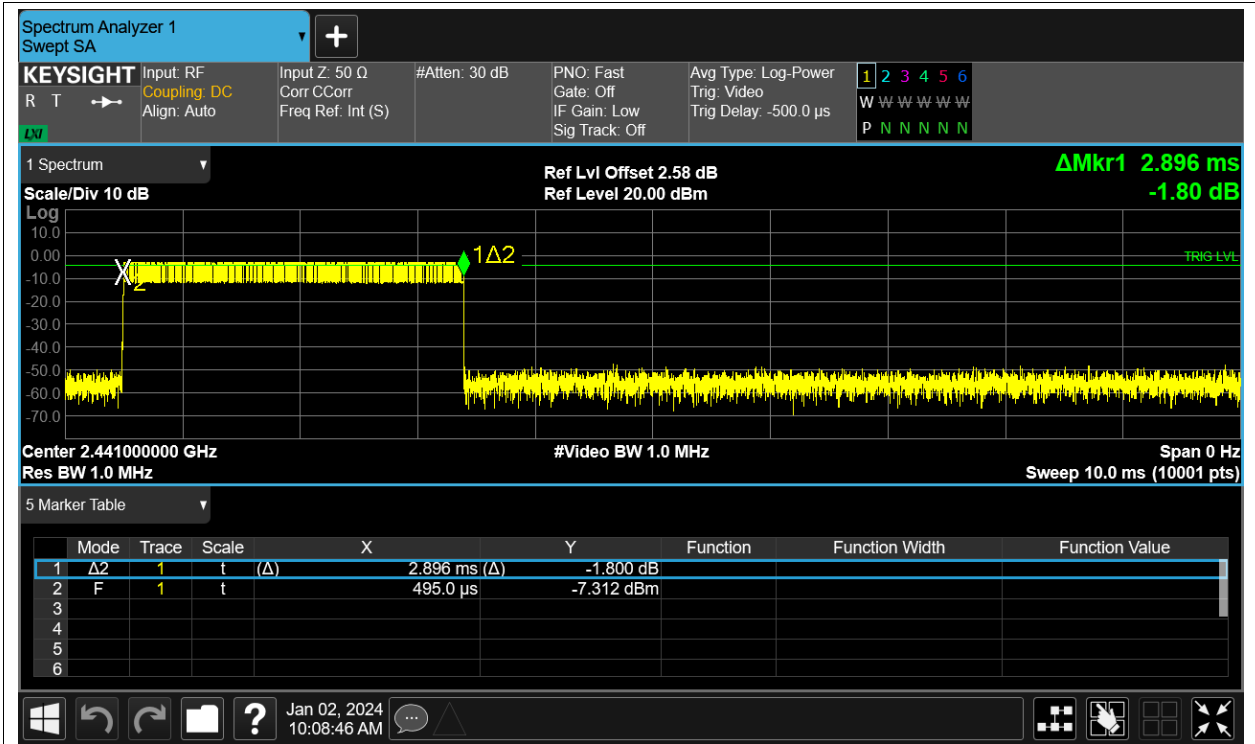 Spectrum Analyzer 1
Swept SA
KEYSIGHT
R T
LXI
Input: RF
Coupling: DC
Align: Auto
Input Z: 50 Ω
Corr CCorr
Freq Ref: Int (S)
#Atten: 30 dB
PNO: Fast
Gate: Off
IF Gain: Low
Sig Track: Off
Avg Type: Log-Power
Trig: Video
Trig Delay: -500.0 µs
1 2 3 4 5 6
W W W W W W
P N N N N N
1 Spectrum
Scale/Div 10 dB
Ref Lvl Offset 2.58 dB
Ref Level 20.00 dBm
ΔMkr1 2.896 ms
-1.80 dB
Log
10.0
0.00
-10.0
-20.0
-30.0
-40.0
-50.0
-60.0
-70.0
X
2
1Δ2
TRIG LVL
Center 2.441000000 GHz
#Video BW 1.0 MHz
Span 0 Hz
Res BW 1.0 MHz
Sweep 10.0 ms (10001 pts)
5 Marker Table
Mode Trace Scale X Y Function Function Width Function Value
1 Δ2 1 t (Δ) 2.896 ms (Δ) -1.800 dB
2 F 1 t 495.0 µs -7.312 dBm
3
4
5
6
?
Jan 02, 2024
10:08:46 AM